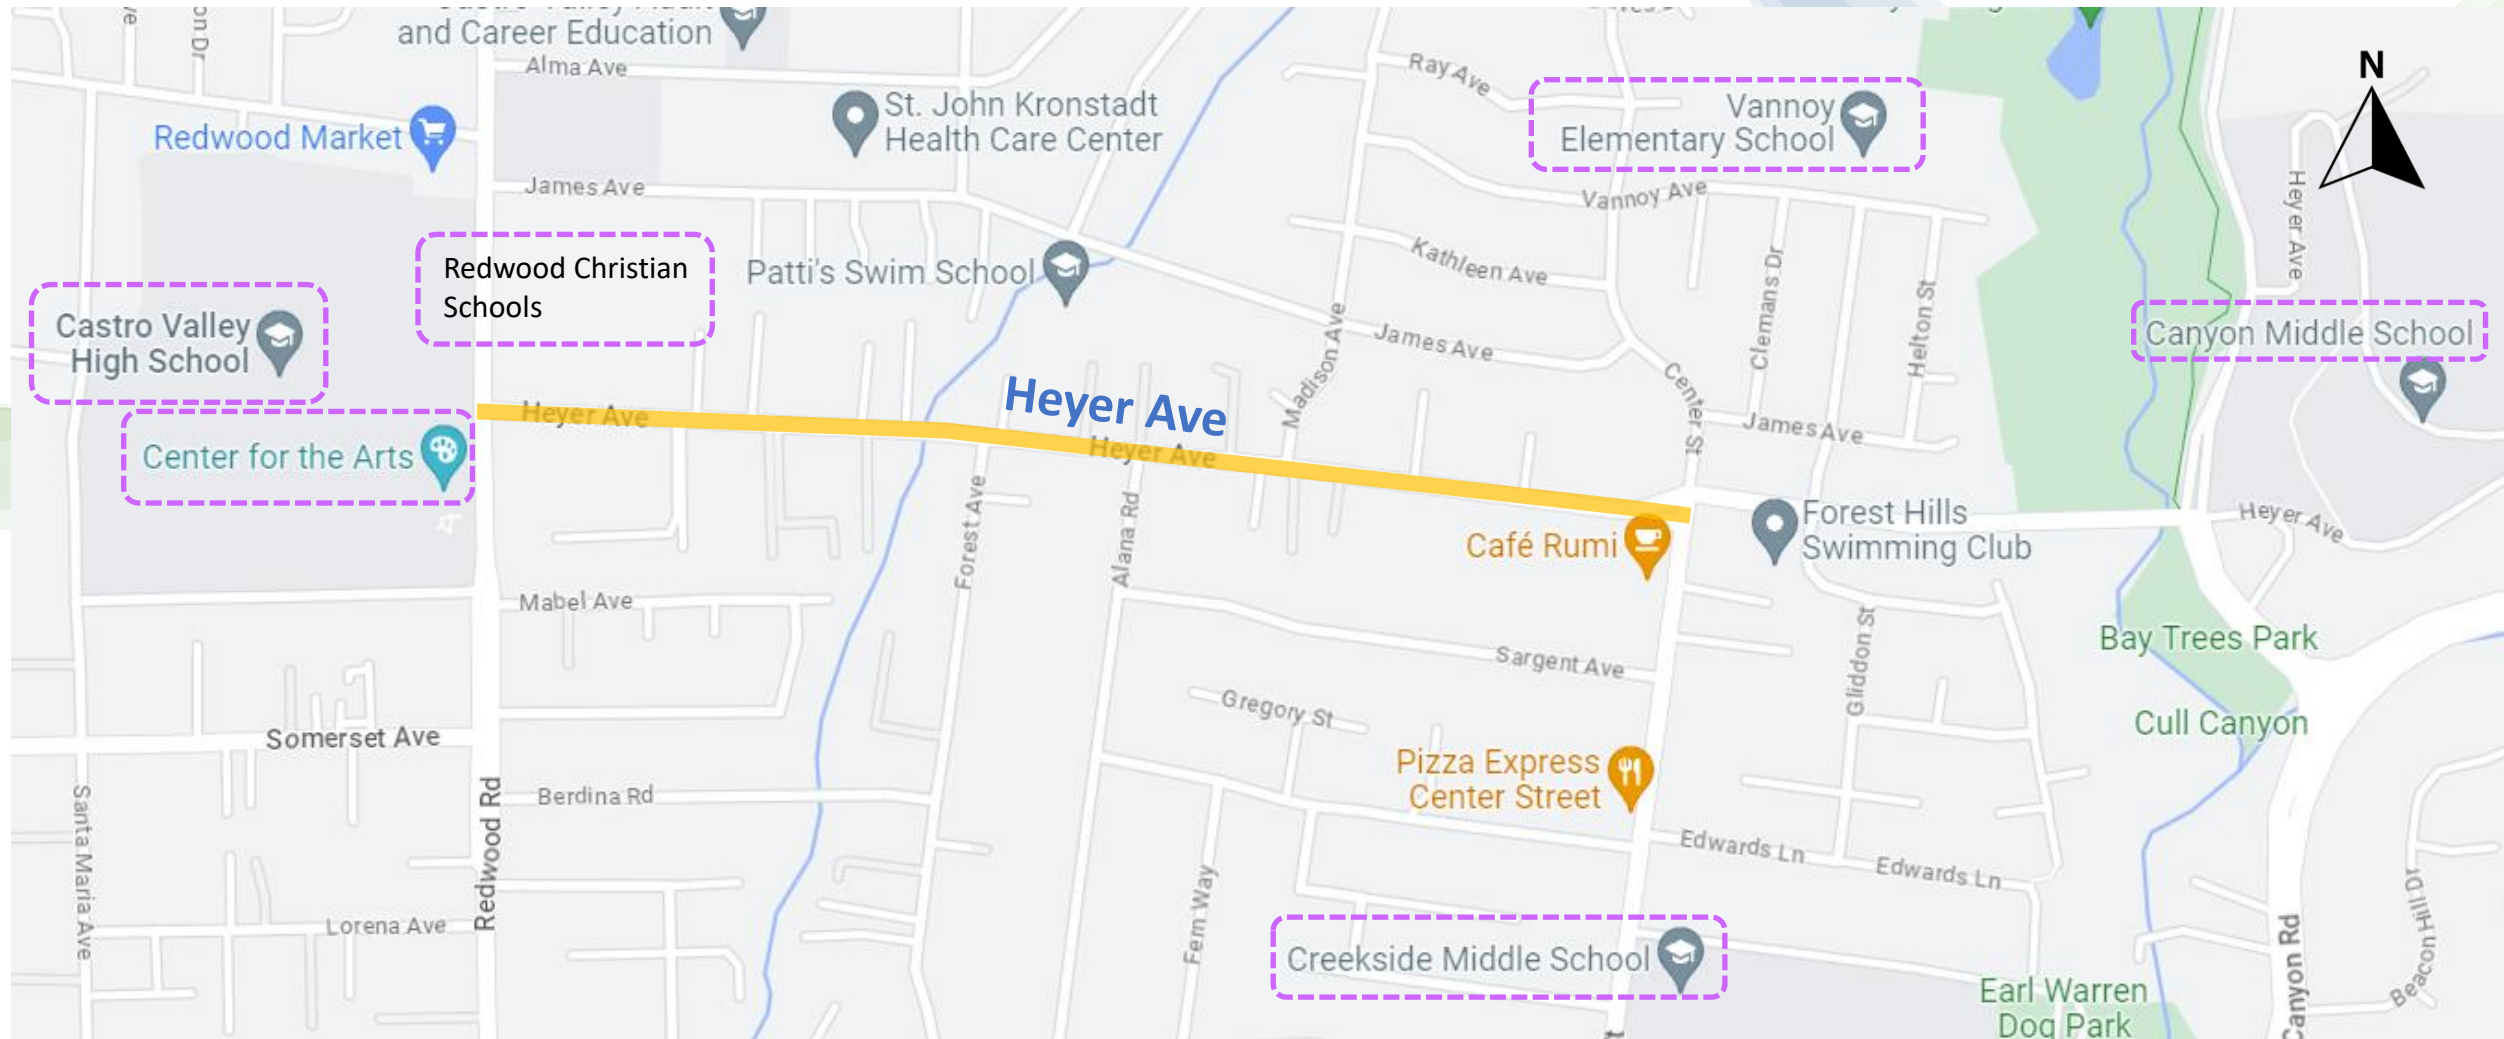 and Career Education
Alma Ave
Ray Ave
N
Redwood Market
St. John Kronstadt
Health Care Center
Vannoy
Elementary School
James Ave
Vannoy Ave
Heyer Ave
Redwood Christian
Schools
Patti's Swim School
Kathleen Ave
Clemans Dr
Helton St
Castro Valley
High School
Madison Ave
James Ave
Center St
Canyon Middle School
Heyer Ave
Heyer Ave
Heyer Ave
James Ave
Center for the Arts
Forest Ave
Alana Rd
Café Rumi
Forest Hills
Swimming Club
Heyer Ave
Mabel Ave
Sargent Ave
Gliddon St
Bay Trees Park
Gregory St
Cull Canyon
Somerset Ave
Santa Maria Ave
Redwood Rd
Berdina Rd
Pizza Express
Center Street
Edwards Ln
Edwards Ln
Fern Way
Lorena Ave
Creekside Middle School
Canyon Rd
Beacon Hill Dr
Earl Warren
Dog Park